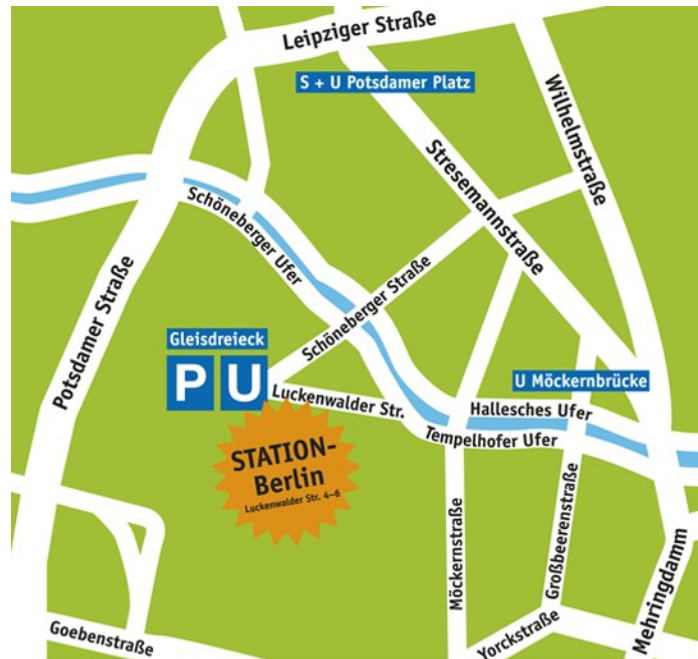 Leipziger Straße
S + U Potsdamer Platz
Wilhelmstraße
Stresemannstraße
Schöneberger Ufer
Schöneberger Straße
Potsdamer Straße
Gleisdreieck
P U
U Möckernbrücke
Luckenwalder Str.
Hallesches Ufer
Tempelhofer Ufer
STATION-
Berlin
Luckenwalder Str. 4–6
Möckernstraße
Großbeerenstraße
Mehringdamm
Goebenstraße
Yorckstraße